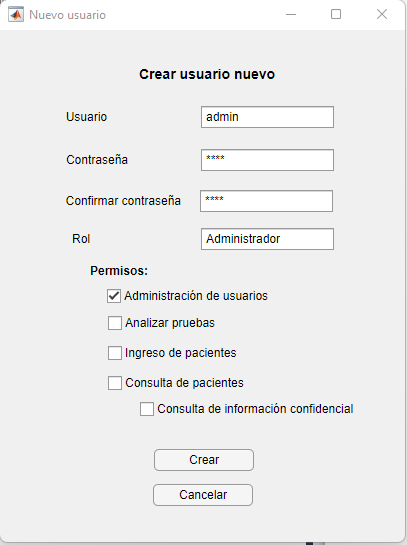 Nuevo usuario
Crear usuario nuevo
Usuario admin
Contraseña ****
Confirmar contraseña ****
Rol Administrador
Permisos:
Administración de usuarios
Analizar pruebas
Ingreso de pacientes
Consulta de pacientes
Consulta de información confidencial
Crear
Cancelar